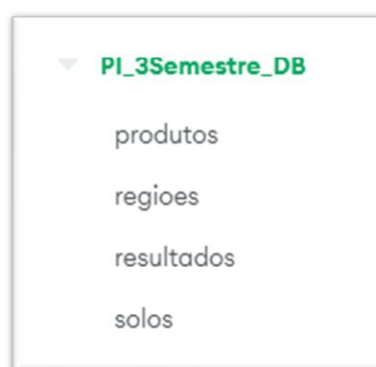 PI_3Semestre_DB
produtos
regioes
resultados
solos